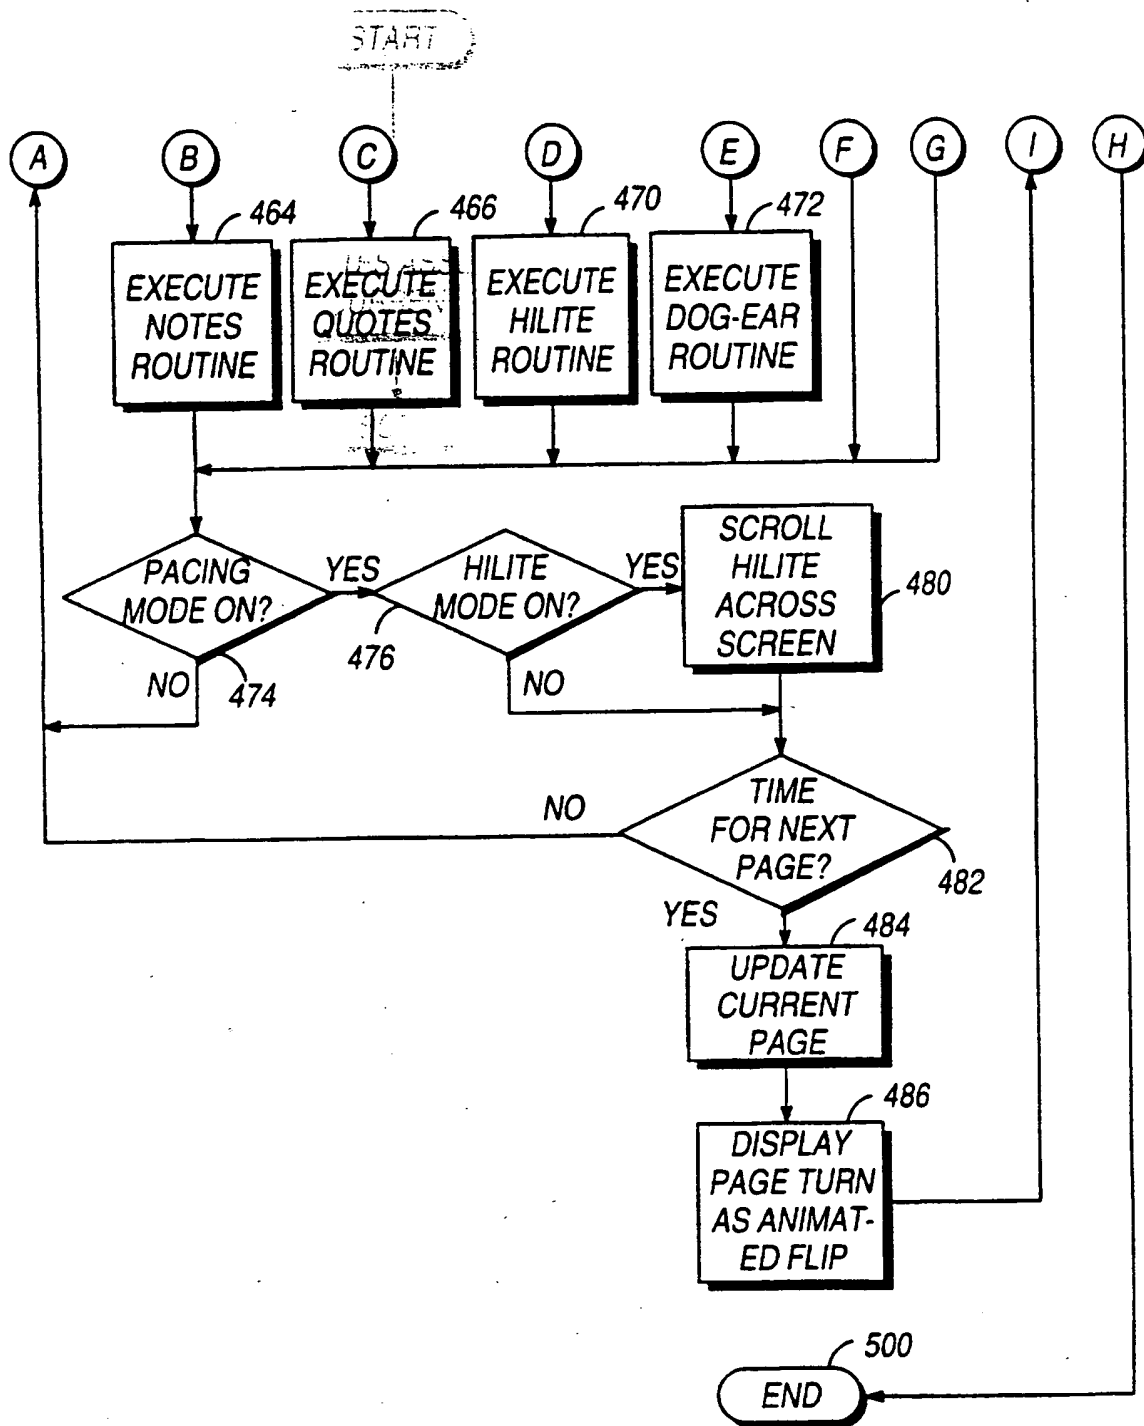 START
A
B
C
D
E
F
G
I
H
464
466
470
472
EXECUTE
NOTES
ROUTINE
EXECUTE
QUOTES
ROUTINE
EXECUTE
HILITE
ROUTINE
EXECUTE
DOG-EAR
ROUTINE
PACING
MODE ON?
YES
474
NO
HILITE
MODE ON?
YES
476
NO
SCROLL
HILITE
ACROSS
SCREEN
480
TIME
FOR NEXT
PAGE?
NO
482
YES
484
UPDATE
CURRENT
PAGE
486
DISPLAY
PAGE TURN
AS ANIMAT-
ED FLIP
500
END